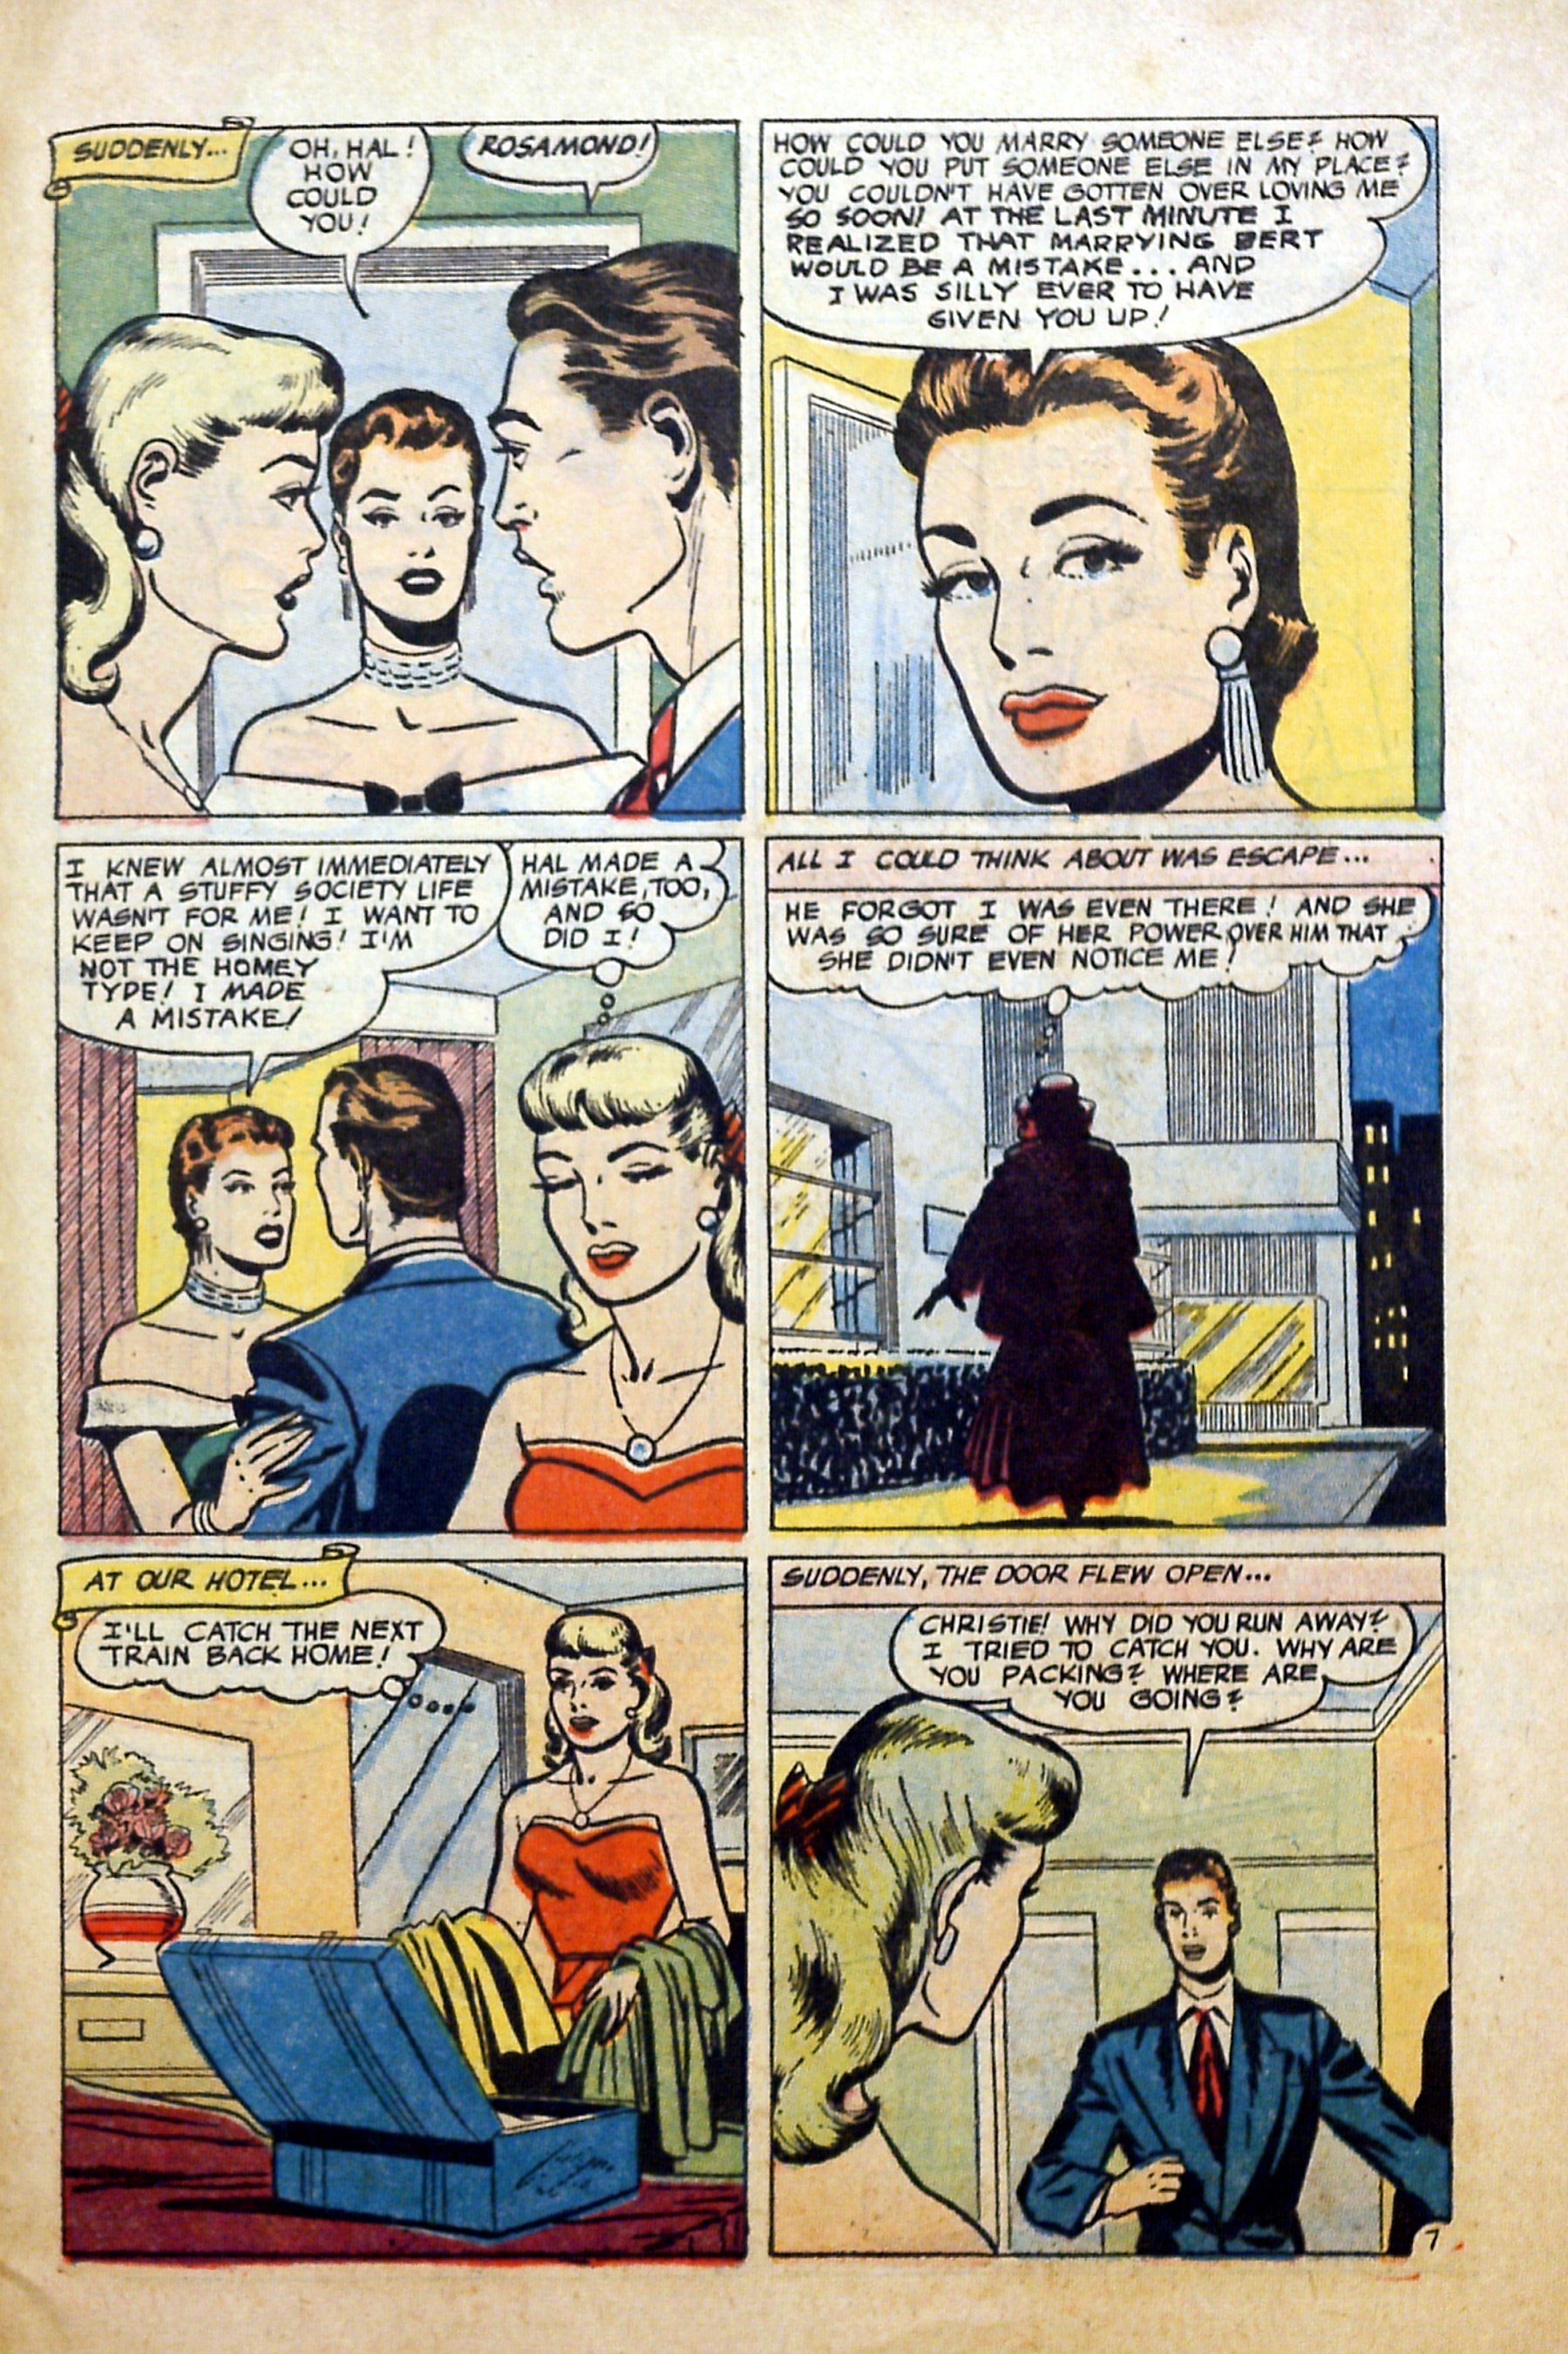 SUDDENLY...
OH, HAL!
HOW
COULD
YOU!
ROSAMOND!
HOW COULD YOU MARRY SOMEONE ELSE? HOW
COULD YOU PUT SOMEONE ELSE IN MY PLACE?
YOU COULDN'T HAVE GOTTEN OVER LOVING ME
SO SOON! AT THE LAST MINUTE I
REALIZED THAT MARRYING BERT
WOULD BE A MISTAKE... AND
I WAS SILLY EVER TO HAVE
GIVEN YOU UP!
I KNEW ALMOST IMMEDIATELY
THAT A STUFFY SOCIETY LIFE
WASN'T FOR ME! I WANT TO
KEEP ON SINGING! I'M
NOT THE HOMEY
TYPE! I MADE
A MISTAKE!
HAL MADE A
MISTAKE, TOO,
AND SO
DID I!
ALL I COULD THINK ABOUT WAS ESCAPE...
HE FORGOT I WAS EVEN THERE! AND SHE
WAS SO SURE OF HER POWER OVER HIM THAT
SHE DIDN'T EVEN NOTICE ME!
AT OUR HOTEL...
I'LL CATCH THE NEXT
TRAIN BACK HOME!
SUDDENLY, THE DOOR FLEW OPEN...
CHRISTIE! WHY DID YOU RUN AWAY?
I TRIED TO CATCH YOU. WHY ARE
YOU PACKING? WHERE ARE
YOU GOING?
7